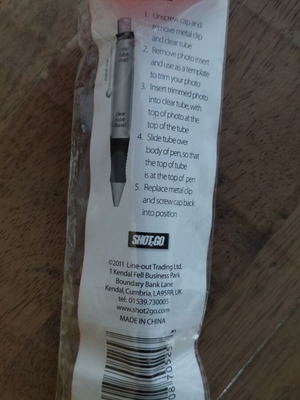 1. Unscrew cap and
remove metal clip
and clear tube
2. Remove photo insert
and use as a template
to trim your photo
3. Insert trimmed photo
into clear tube, with
top of photo at the
top of the tube
4. Slide tube over
body of pen, so that
the top of tube
is at the top of pen
5. Replace metal clip
and screw cap back
into position
SHOT2GO
©2011 Line-out Trading Ltd.
1 Kendal Fell Business Park
Boundary Bank Lane
Kendal, Cumbria, LA95RR, UK
tel: 01539.730005
www.shot2go.com
MADE IN CHINA